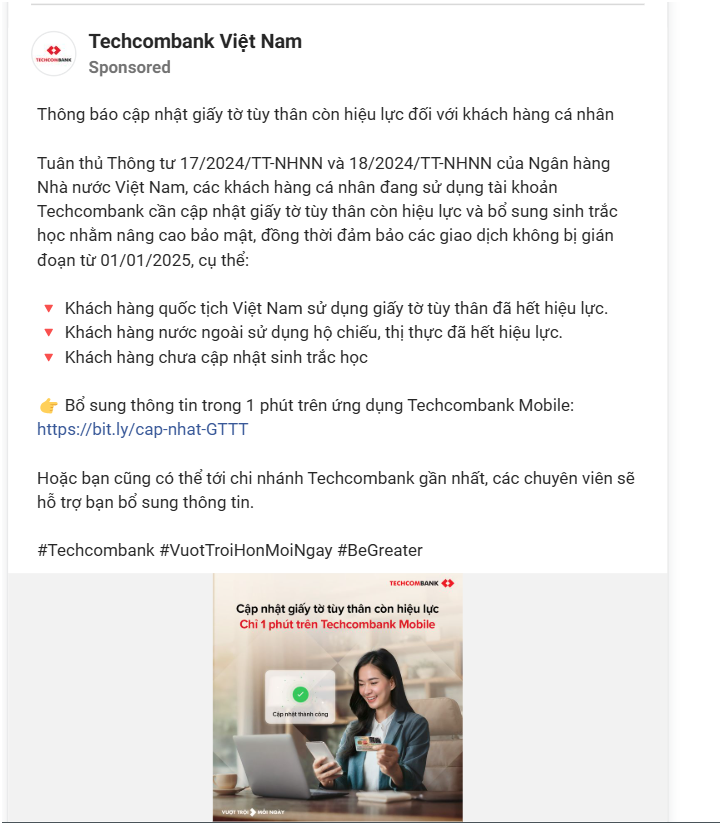 Techcombank Việt Nam
Sponsored
TECHCOMBANK
Thông báo cập nhật giấy tờ tùy thân còn hiệu lực đối với khách hàng cá nhân
Tuân thủ Thông tư 17/2024/TT-NHNN và 18/2024/TT-NHNN của Ngân hàng
Nhà nước Việt Nam, các khách hàng cá nhân đang sử dụng tài khoản
Techcombank cần cập nhật giấy tờ tùy thân còn hiệu lực và bổ sung sinh trắc
học nhằm nâng cao bảo mật, đồng thời đảm bảo các giao dịch không bị gián
đoạn từ 01/01/2025, cụ thể:
🔻 Khách hàng quốc tịch Việt Nam sử dụng giấy tờ tùy thân đã hết hiệu lực.
🔻 Khách hàng nước ngoài sử dụng hộ chiếu, thị thực đã hết hiệu lực.
🔻 Khách hàng chưa cập nhật sinh trắc học
👉 Bổ sung thông tin trong 1 phút trên ứng dụng Techcombank Mobile:
https://bit.ly/cap-nhat-GTTT
Hoặc bạn cũng có thể tới chi nhánh Techcombank gần nhất, các chuyên viên sẽ
hỗ trợ bạn bổ sung thông tin.
#Techcombank #VuotTroiHonMoiNgay #BeGreater
TECHCOMBANK
Cập nhật giấy tờ tùy thân còn hiệu lực
Chỉ 1 phút trên Techcombank Mobile
Cập nhật thành công
VƯỢT TRỘI MỖI NGÀY